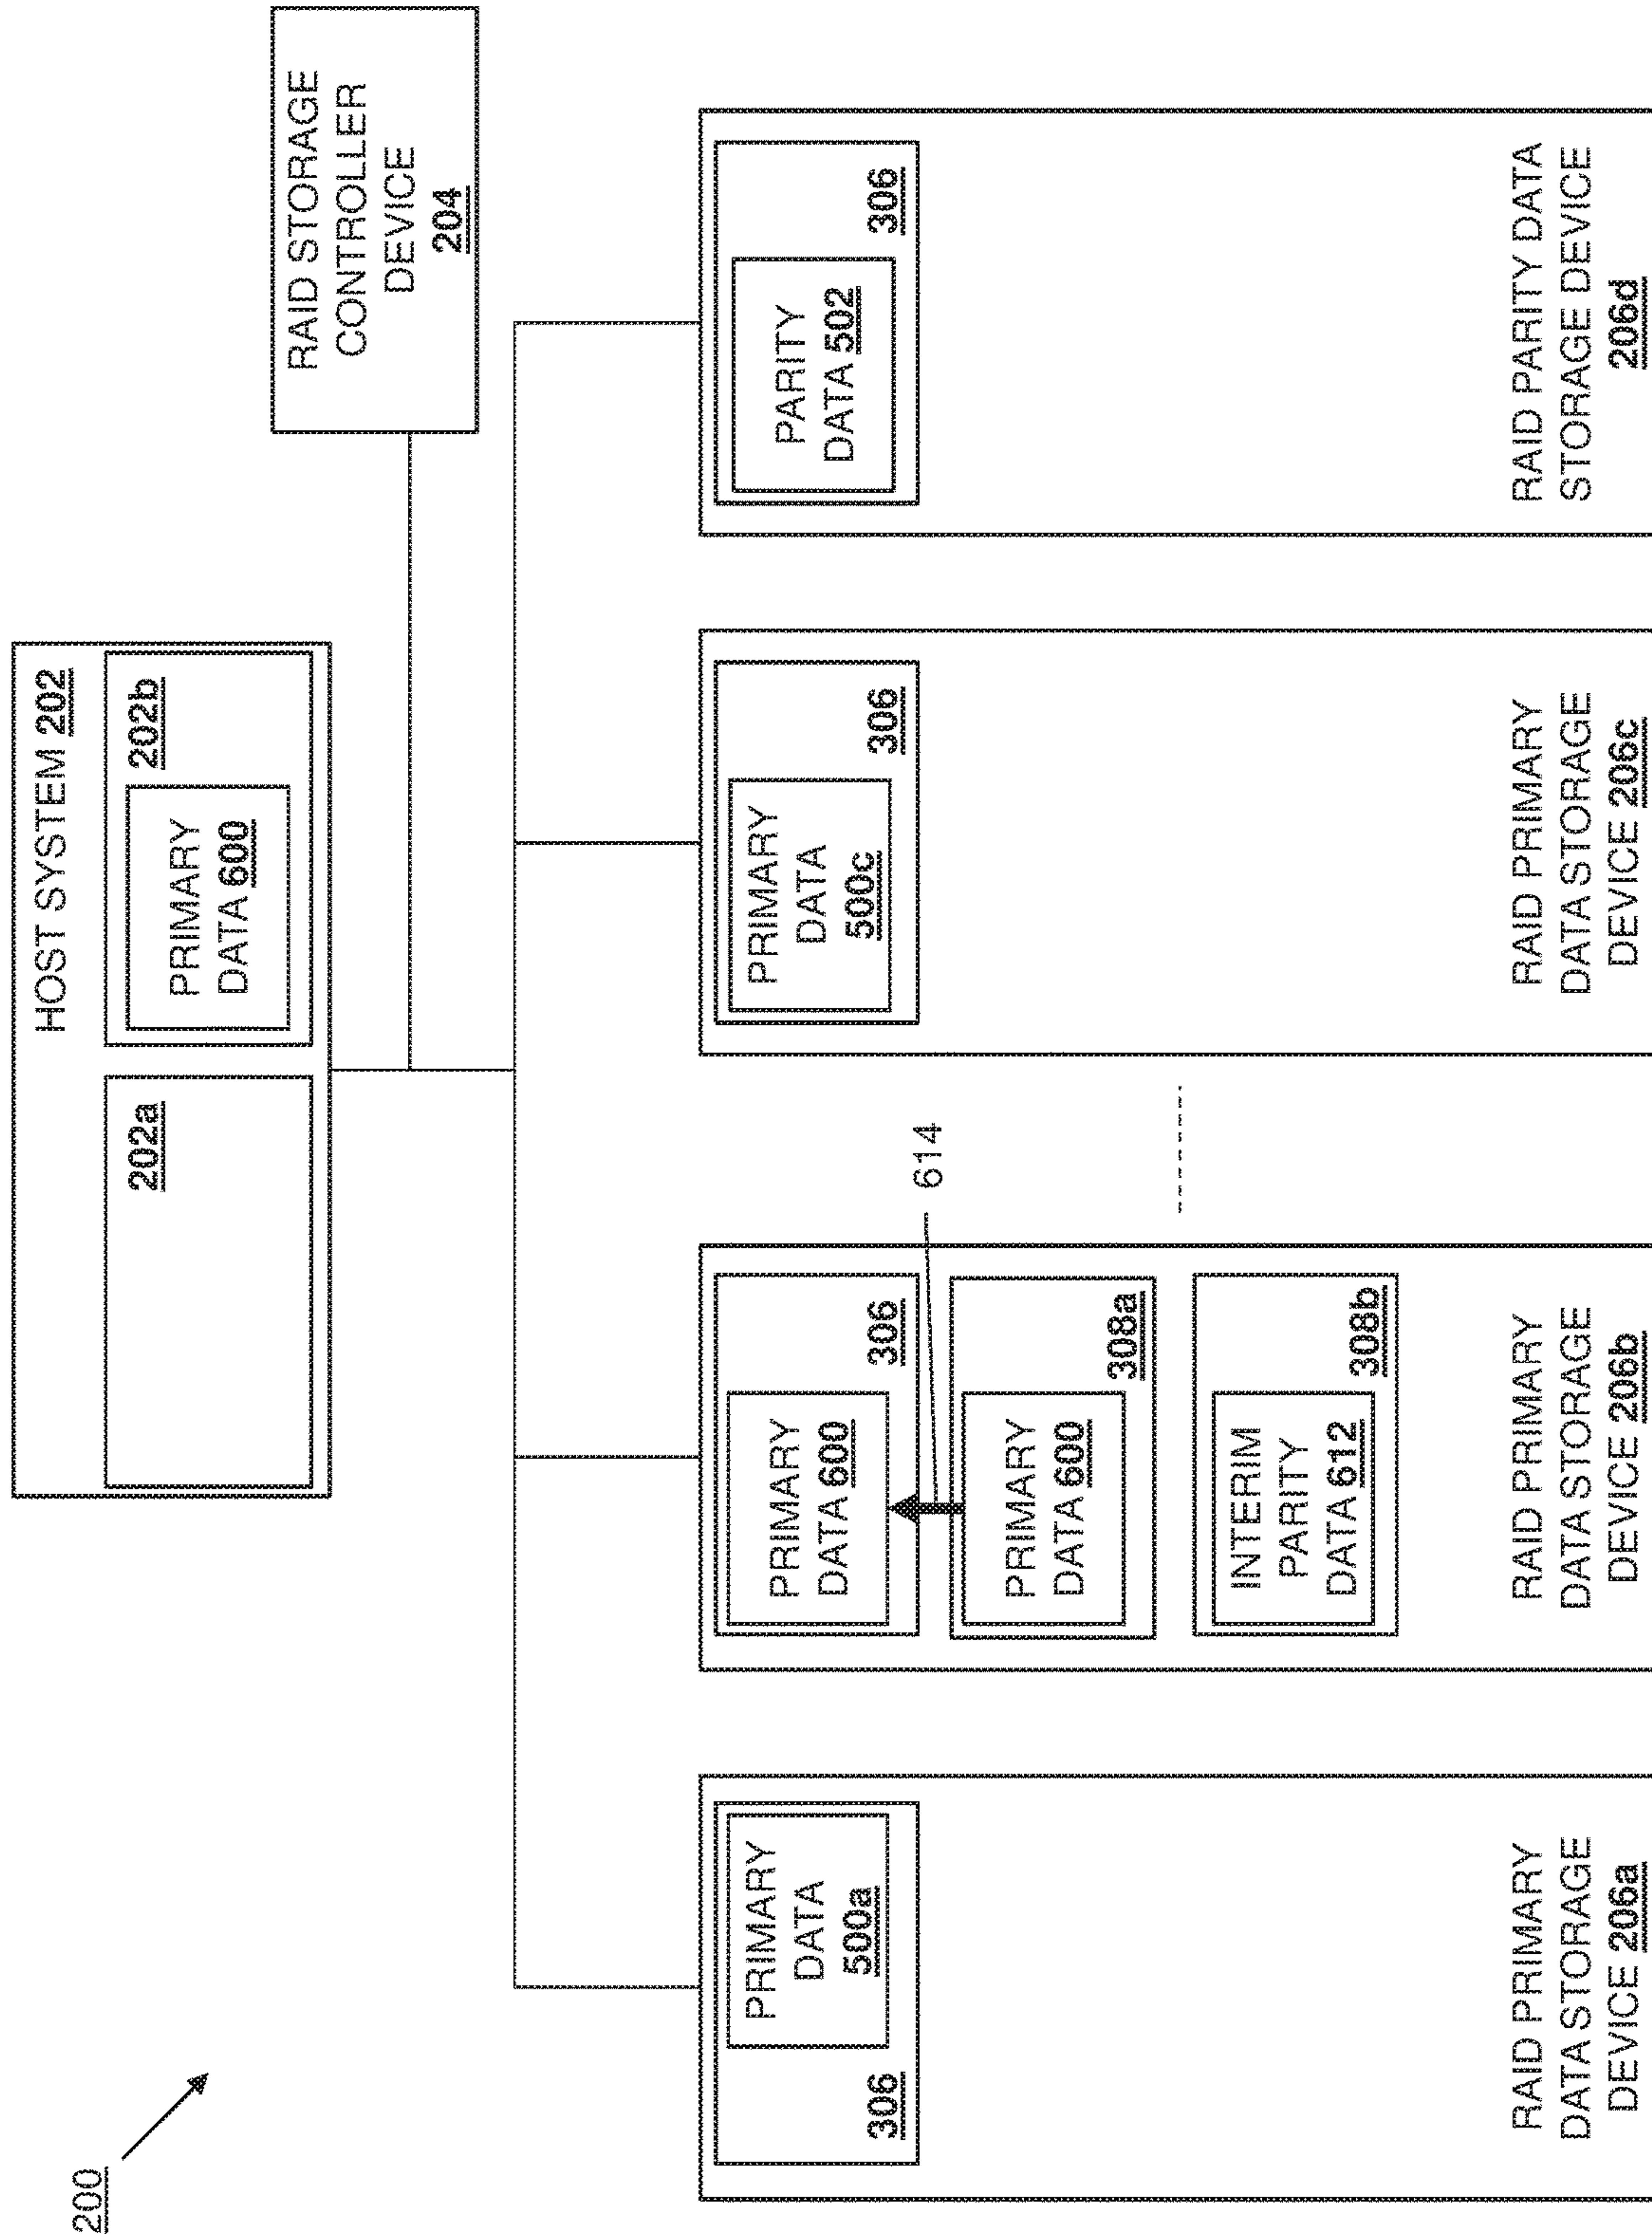 200
HOST SYSTEM 202
202a
202b
PRIMARY
DATA 600
RAID STORAGE
CONTROLLER
DEVICE
204
306
PRIMARY
DATA
500a
RAID PRIMARY
DATA STORAGE
DEVICE 206a
PRIMARY
DATA 600
306
614
PRIMARY
DATA 600
308a
INTERIM
PARITY
DATA 612
308b
RAID PRIMARY
DATA STORAGE
DEVICE 206b
PRIMARY
DATA
500c
306
RAID PRIMARY
DATA STORAGE
DEVICE 206c
PARITY
DATA 502
306
RAID PARITY DATA
STORAGE DEVICE
206d